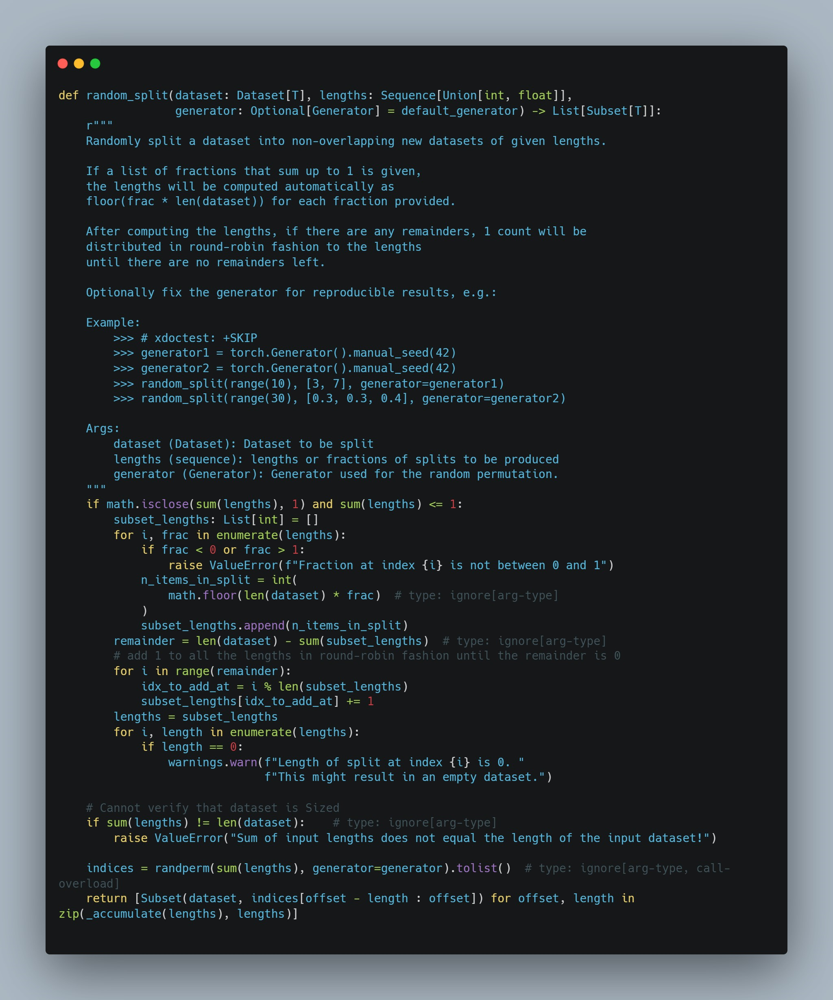 def random_split(dataset: Dataset[T], lengths: Sequence[Union[int, float]],
                 generator: Optional[Generator] = default_generator) -> List[Subset[T]]:
    r"""
    Randomly split a dataset into non-overlapping new datasets of given lengths.

    If a list of fractions that sum up to 1 is given,
    the lengths will be computed automatically as
    floor(frac * len(dataset)) for each fraction provided.

    After computing the lengths, if there are any remainders, 1 count will be
    distributed in round-robin fashion to the lengths
    until there are no remainders left.

    Optionally fix the generator for reproducible results, e.g.:

    Example:
        >>> # xdoctest: +SKIP
        >>> generator1 = torch.Generator().manual_seed(42)
        >>> generator2 = torch.Generator().manual_seed(42)
        >>> random_split(range(10), [3, 7], generator=generator1)
        >>> random_split(range(30), [0.3, 0.3, 0.4], generator=generator2)

    Args:
        dataset (Dataset): Dataset to be split
        lengths (sequence): lengths or fractions of splits to be produced
        generator (Generator): Generator used for the random permutation.
    """
    if math.isclose(sum(lengths), 1) and sum(lengths) <= 1:
        subset_lengths: List[int] = []
        for i, frac in enumerate(lengths):
            if frac < 0 or frac > 1:
                raise ValueError(f"Fraction at index {i} is not between 0 and 1")
            n_items_in_split = int(
                math.floor(len(dataset) * frac)  # type: ignore[arg-type]
            )
            subset_lengths.append(n_items_in_split)
        remainder = len(dataset) - sum(subset_lengths)  # type: ignore[arg-type]
        # add 1 to all the lengths in round-robin fashion until the remainder is 0
        for i in range(remainder):
            idx_to_add_at = i % len(subset_lengths)
            subset_lengths[idx_to_add_at] += 1
        lengths = subset_lengths
        for i, length in enumerate(lengths):
            if length == 0:
                warnings.warn(f"Length of split at index {i} is 0. "
                              f"This might result in an empty dataset.")

    # Cannot verify that dataset is Sized
    if sum(lengths) != len(dataset):    # type: ignore[arg-type]
        raise ValueError("Sum of input lengths does not equal the length of the input dataset!")

    indices = randperm(sum(lengths), generator=generator).tolist()  # type: ignore[arg-type, call-
overload]
    return [Subset(dataset, indices[offset - length : offset]) for offset, length in
zip(_accumulate(lengths), lengths)]